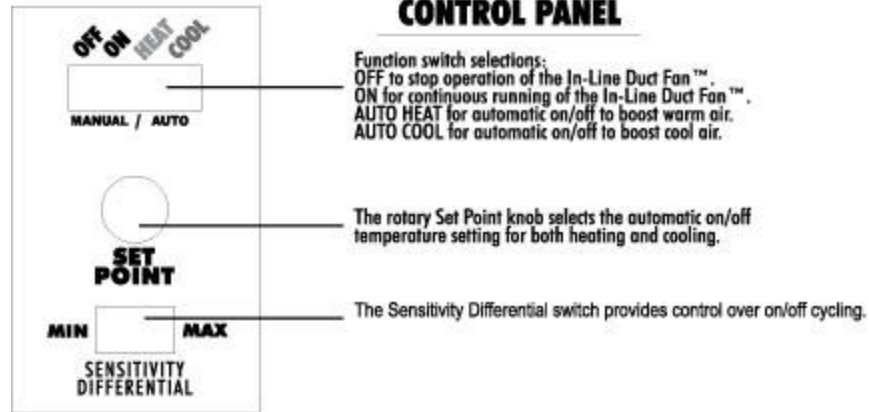 CONTROL PANEL
OFF ON HEAT COOL
MANUAL / AUTO
Function switch selections:
OFF to stop operation of the In-Line Duct Fan™.
ON for continuous running of the In-Line Duct Fan™.
AUTO HEAT for automatic on/off to boost warm air.
AUTO COOL for automatic on/off to boost cool air.
SET
POINT
The rotary Set Point knob selects the automatic on/off
temperature setting for both heating and cooling.
MIN MAX
SENSITIVITY
DIFFERENTIAL
The Sensitivity Differential switch provides control over on/off cycling.